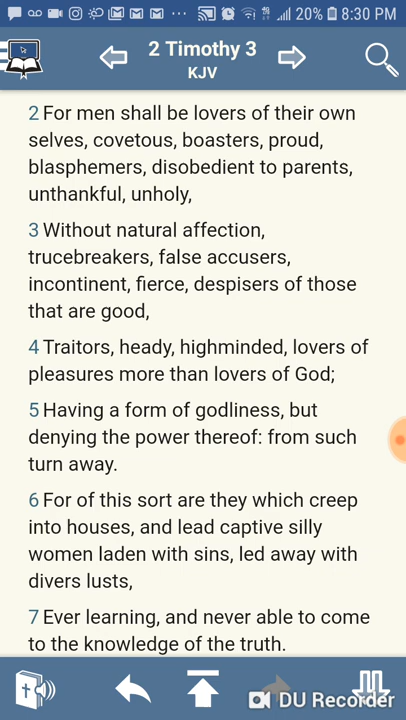 20% 8:30 PM
2 Timothy 3
KJV
2 For men shall be lovers of their own
selves, covetous, boasters, proud,
blasphemers, disobedient to parents,
unthankful, unholy,
3 Without natural affection,
trucebreakers, false accusers,
incontinent, fierce, despisers of those
that are good,
4 Traitors, heady, highminded, lovers of
pleasures more than lovers of God;
5 Having a form of godliness, but
denying the power thereof: from such
turn away.
6 For of this sort are they which creep
into houses, and lead captive silly
women laden with sins, led away with
divers lusts,
7 Ever learning, and never able to come
to the knowledge of the truth.
DU Recorder